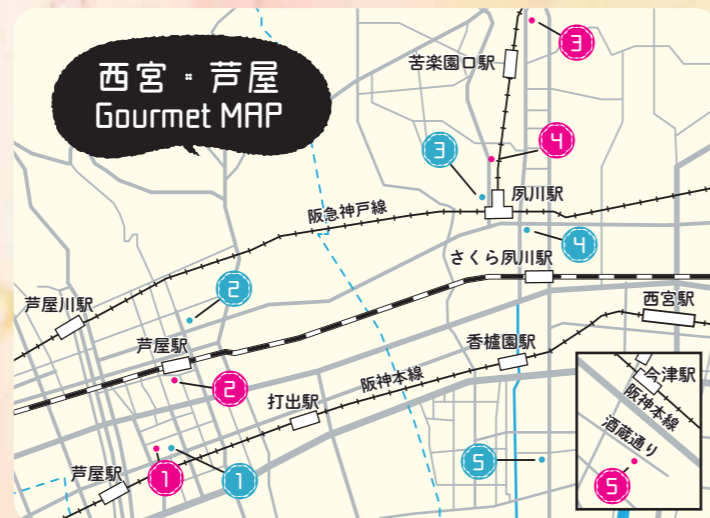 西宮・芦屋
Gourmet MAP
3
苦楽園口駅
4
3
夙川駅
阪急神戸線
4
さくら夙川駅
2
芦屋川駅
西宮駅
芦屋駅
香櫨園駅
2
阪神本線
打出駅
今津駅
阪神本線
酒蔵通り
5
芦屋駅
1
1
5